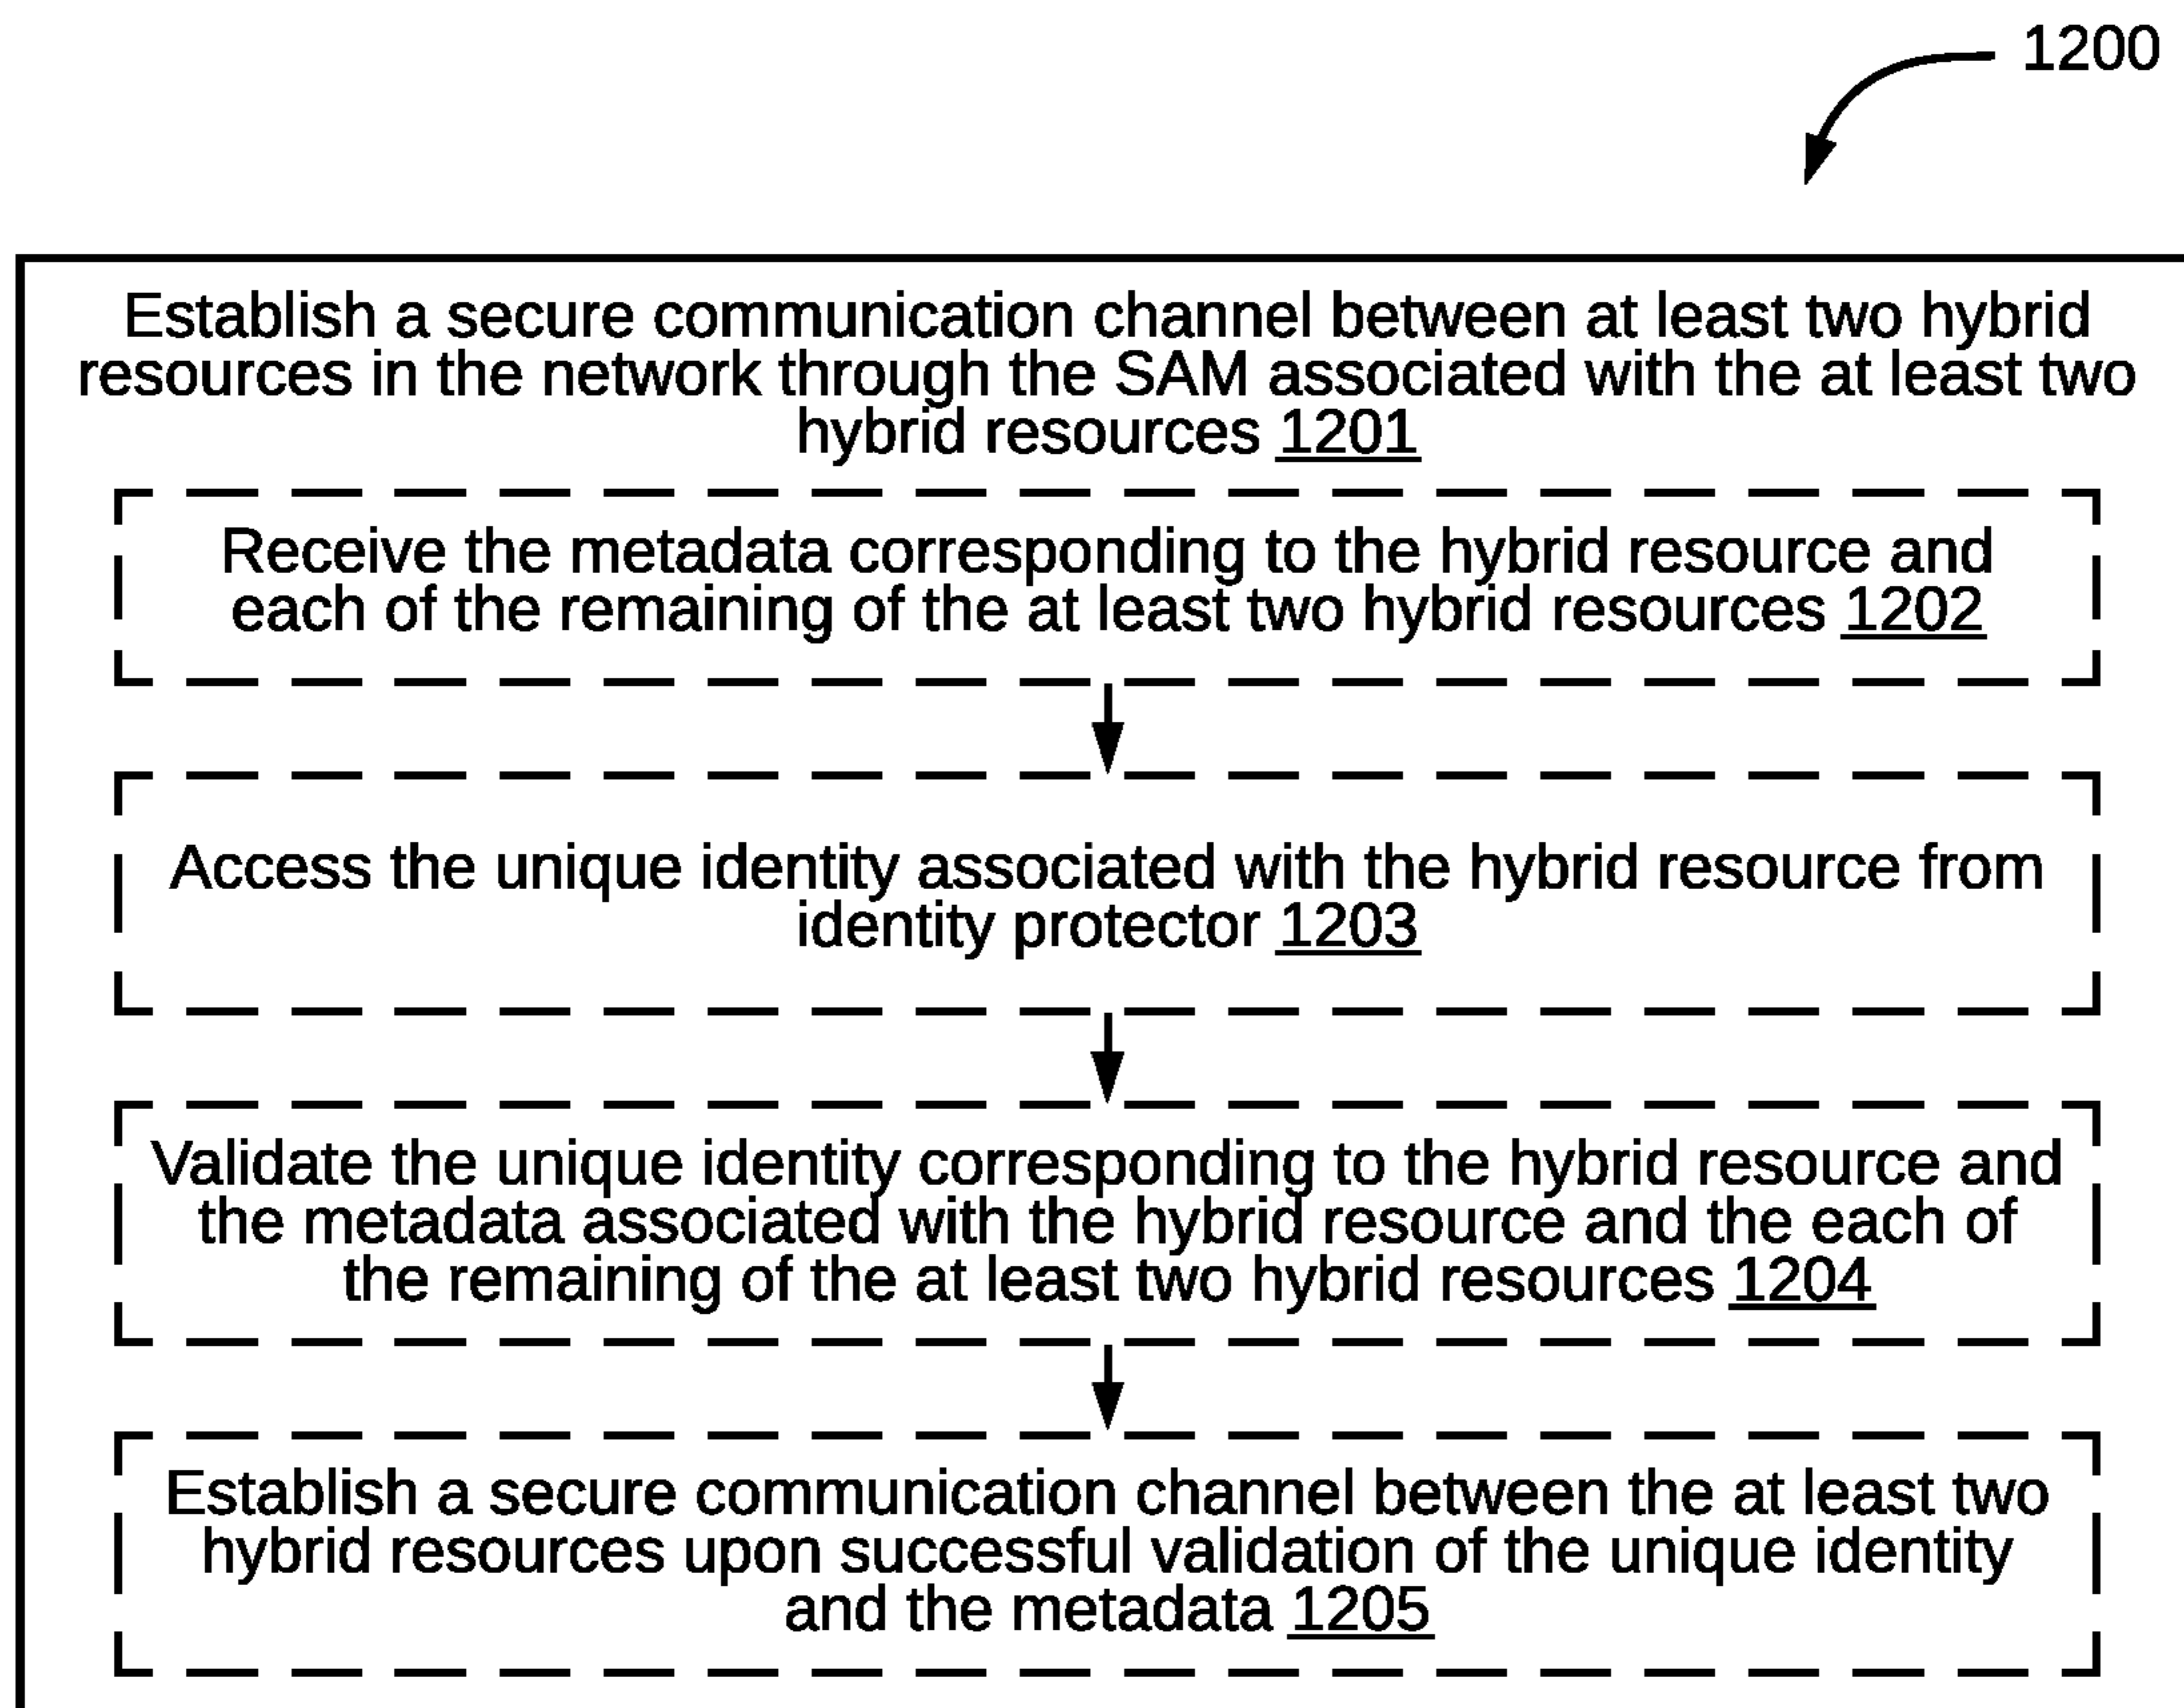 1200
Establish a secure communication channel between at least two hybrid
resources in the network through the SAM associated with the at least two
hybrid resources 1201
Receive the metadata corresponding to the hybrid resource and
each of the remaining of the at least two hybrid resources 1202
Access the unique identity associated with the hybrid resource from
identity protector 1203
Validate the unique identity corresponding to the hybrid resource and
the metadata associated with the hybrid resource and the each of
the remaining of the at least two hybrid resources 1204
Establish a secure communication channel between the at least two
hybrid resources upon successful validation of the unique identity
and the metadata 1205